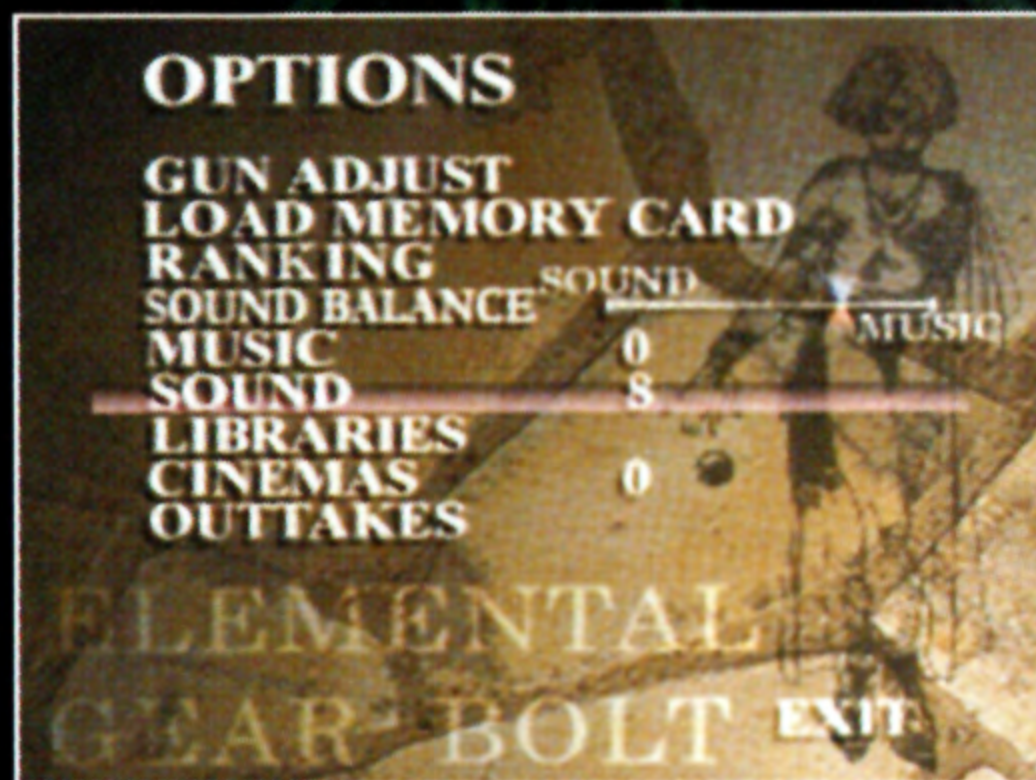 OPTIONS
GUN ADJUST
LOAD MEMORY CARD
RANKING
SOUND BALANCE SOUND MUSIC
MUSIC 0
SOUND 8
LIBRARIES
CINEMAS 0
OUTTAKES
ELEMENTAL
GEAR BOLT
EXIT